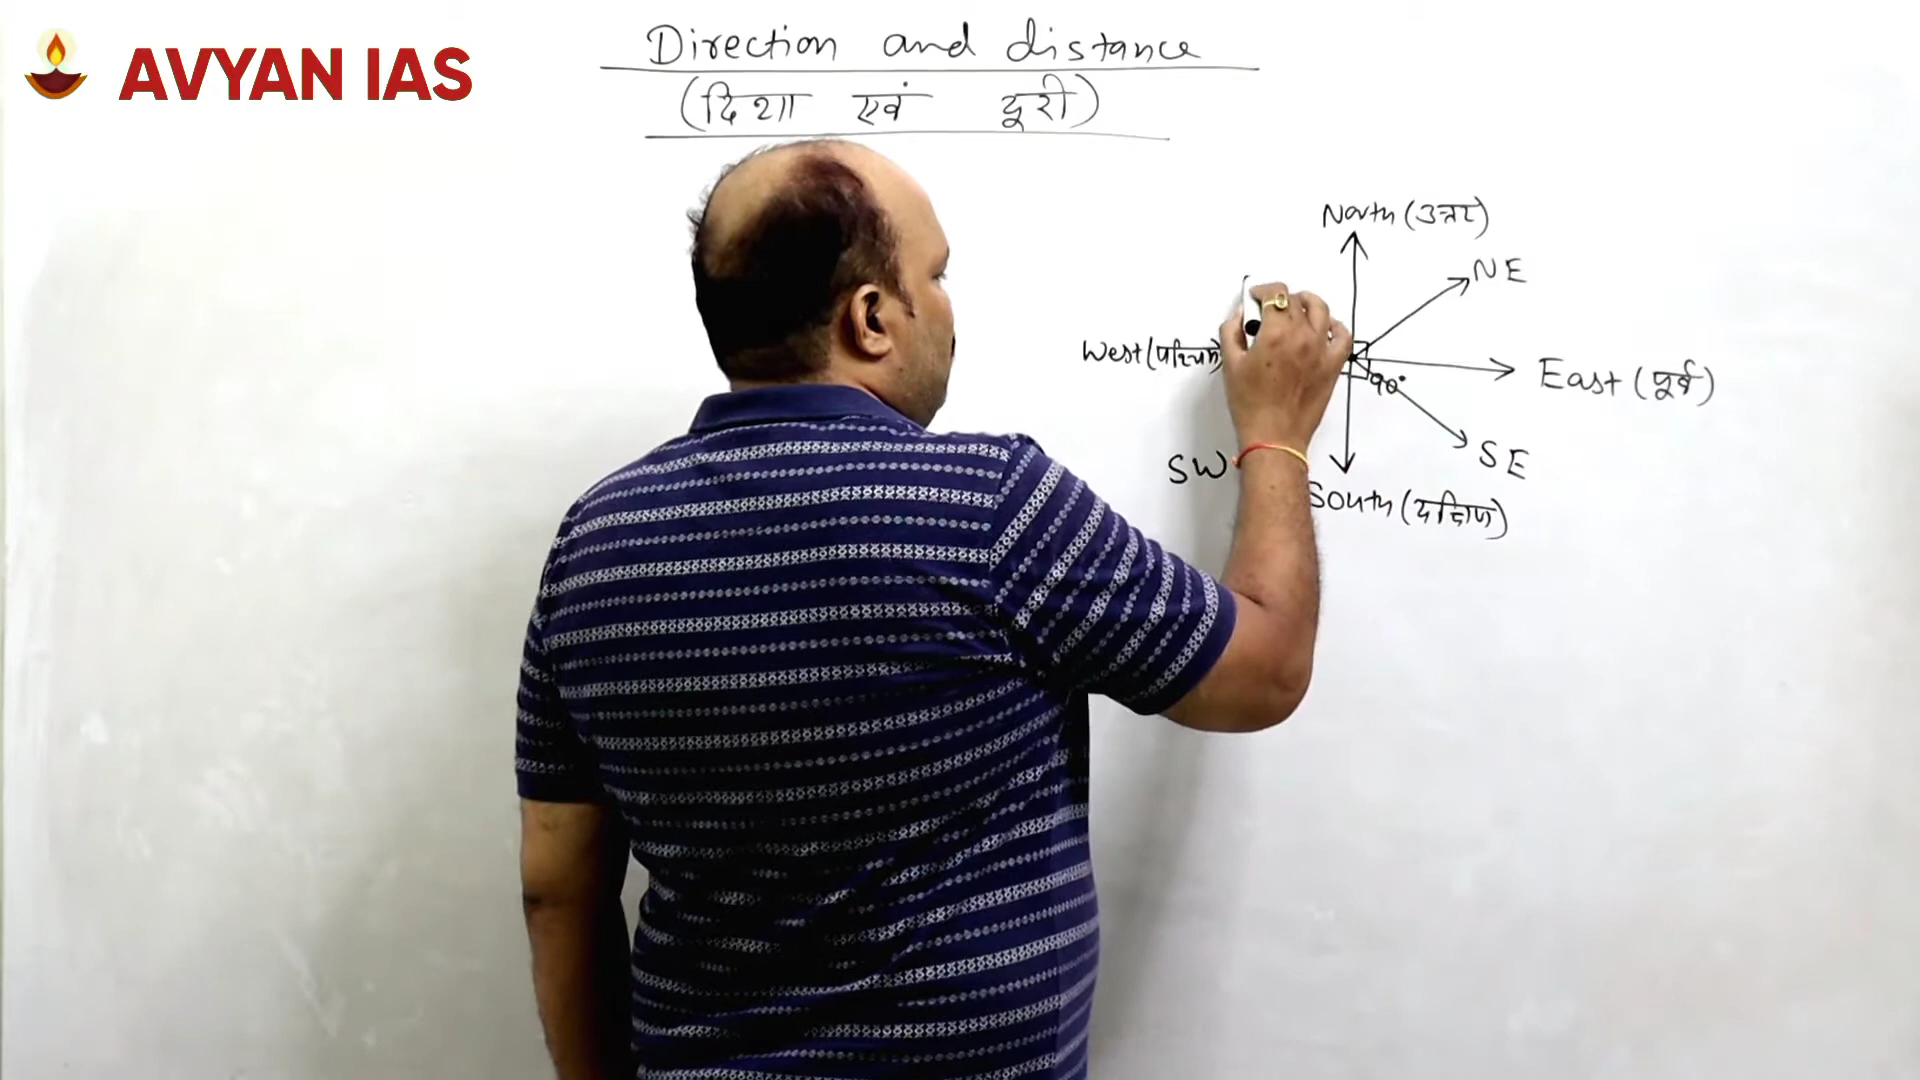 AVYAN IAS
Direction and distance
(दिशा एवं दूरी)
North (उत्तर)
NE
West (पश्चिम)
East (पूर्व)
90°
SW
SE
South (दक्षिण)